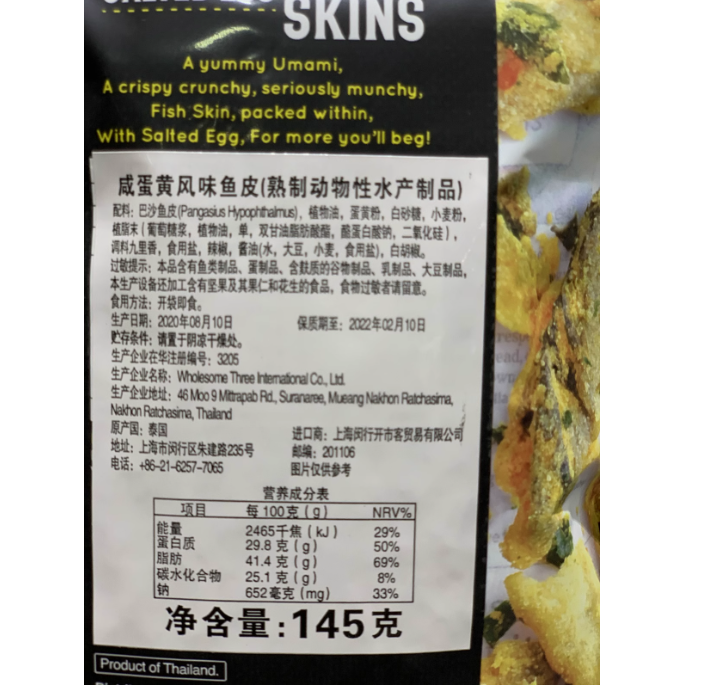 SKINS
A yummy Umami,
A crispy crunchy, seriously munchy,
Fish Skin, packed within,
With Salted Egg, For more you'll beg!
咸蛋黄风味鱼皮(熟制动物性水产制品)
配料：巴沙鱼皮(Pangasius Hypophthalmus)，植物油，蛋黄粉，白砂糖，小麦粉，
植脂末（葡萄糖浆，植物油，单，双甘油脂肪酸酯，酪蛋白酸钠，二氧化硅），
调料九里香，食用盐，辣椒，酱油(水，大豆，小麦，食用盐)，白胡椒。
过敏提示：本品含有鱼类制品、蛋制品、含麸质的谷物制品、乳制品、大豆制品，
本生产设备还加工含有坚果及其果仁和花生的食品，食物过敏者请留意。
食用方法：开袋即食。
生产日期：2020年08月10日 保质期至：2022年02月10日
贮存条件：请置于阴凉干燥处。
生产企业在华注册编号：3205
生产企业名称：Wholesome Three International Co., Ltd.
生产企业地址：46 Moo 9 Mittrapab Rd., Suranaree, Mueang Nakhon Ratchasima,
Nakhon Ratchasima, Thailand
原产国：泰国 进口商：上海闵行开市客贸易有限公司
地址：上海市闵行区朱建路235号 邮编：201106
电话：+86-21-6257-7065 图片仅供参考
营养成分表
项目 每100克（g） NRV%
能量 2465千焦（kJ） 29%
蛋白质 29.8 克（g） 50%
脂肪 41.4 克（g） 69%
碳水化合物 25.1 克（g） 8%
钠 652毫克（mg） 33%
净含量:145克
Product of Thailand.